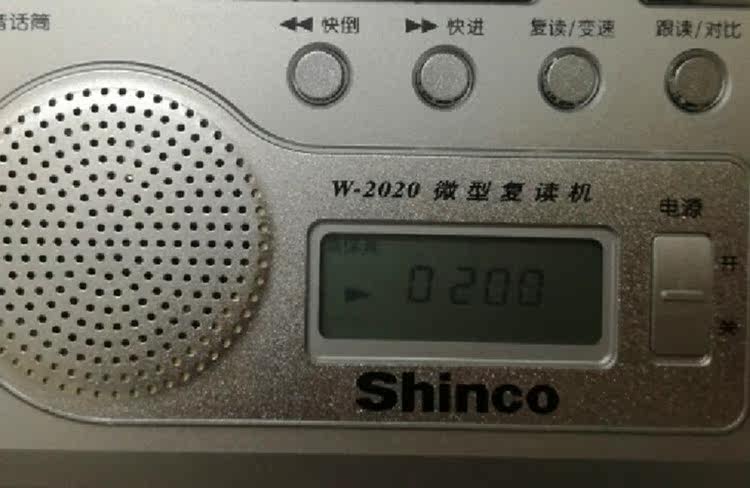 话筒
◀◀ 快倒
▶▶ 快进
复读/变速
跟读/对比
W-2020 微型复读机
电源
开
0200
关
Shinco